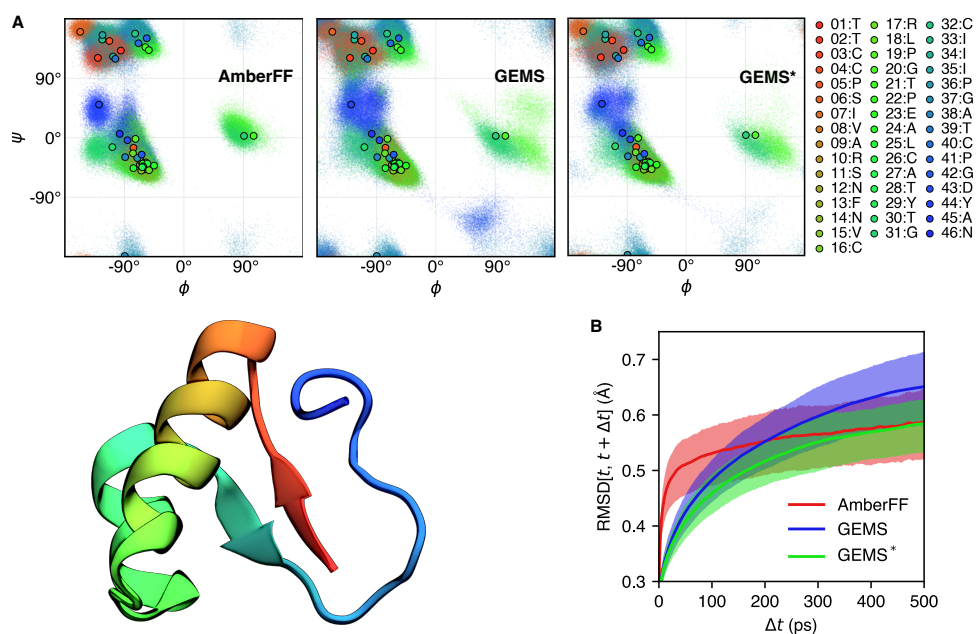 A
AmberFF
GEMS
GEMS*
90°
0°
-90°
ψ
-90° 0° 90°
-90° 0° 90°
-90° 0° 90°
ϕ
ϕ
ϕ
01:T
02:T
03:C
04:C
05:P
06:S
07:I
08:V
09:A
10:R
11:S
12:N
13:F
14:N
15:V
16:C
17:R
18:L
19:P
20:G
21:T
22:P
23:E
24:A
25:L
26:C
27:A
28:T
29:Y
30:T
31:G
32:C
33:I
34:I
35:I
36:P
37:G
38:A
39:T
40:C
41:P
42:G
43:D
44:Y
45:A
46:N
B
RMSD[t, t + Δt] (Å)
0.7
0.6
0.5
0.4
0.3
AmberFF
GEMS
GEMS*
0 100 200 300 400 500
Δt (ps)